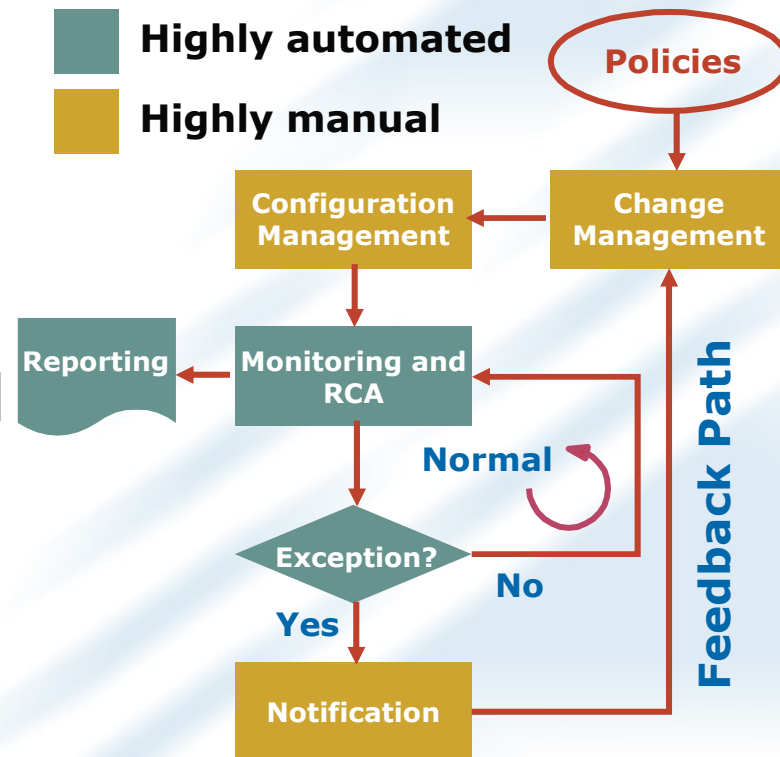 Highly automated
Highly manual
Policies
Configuration
Management
Change
Management
Reporting
Monitoring and
RCA
Normal
Exception?
No
Yes
Notification
Feedback Path